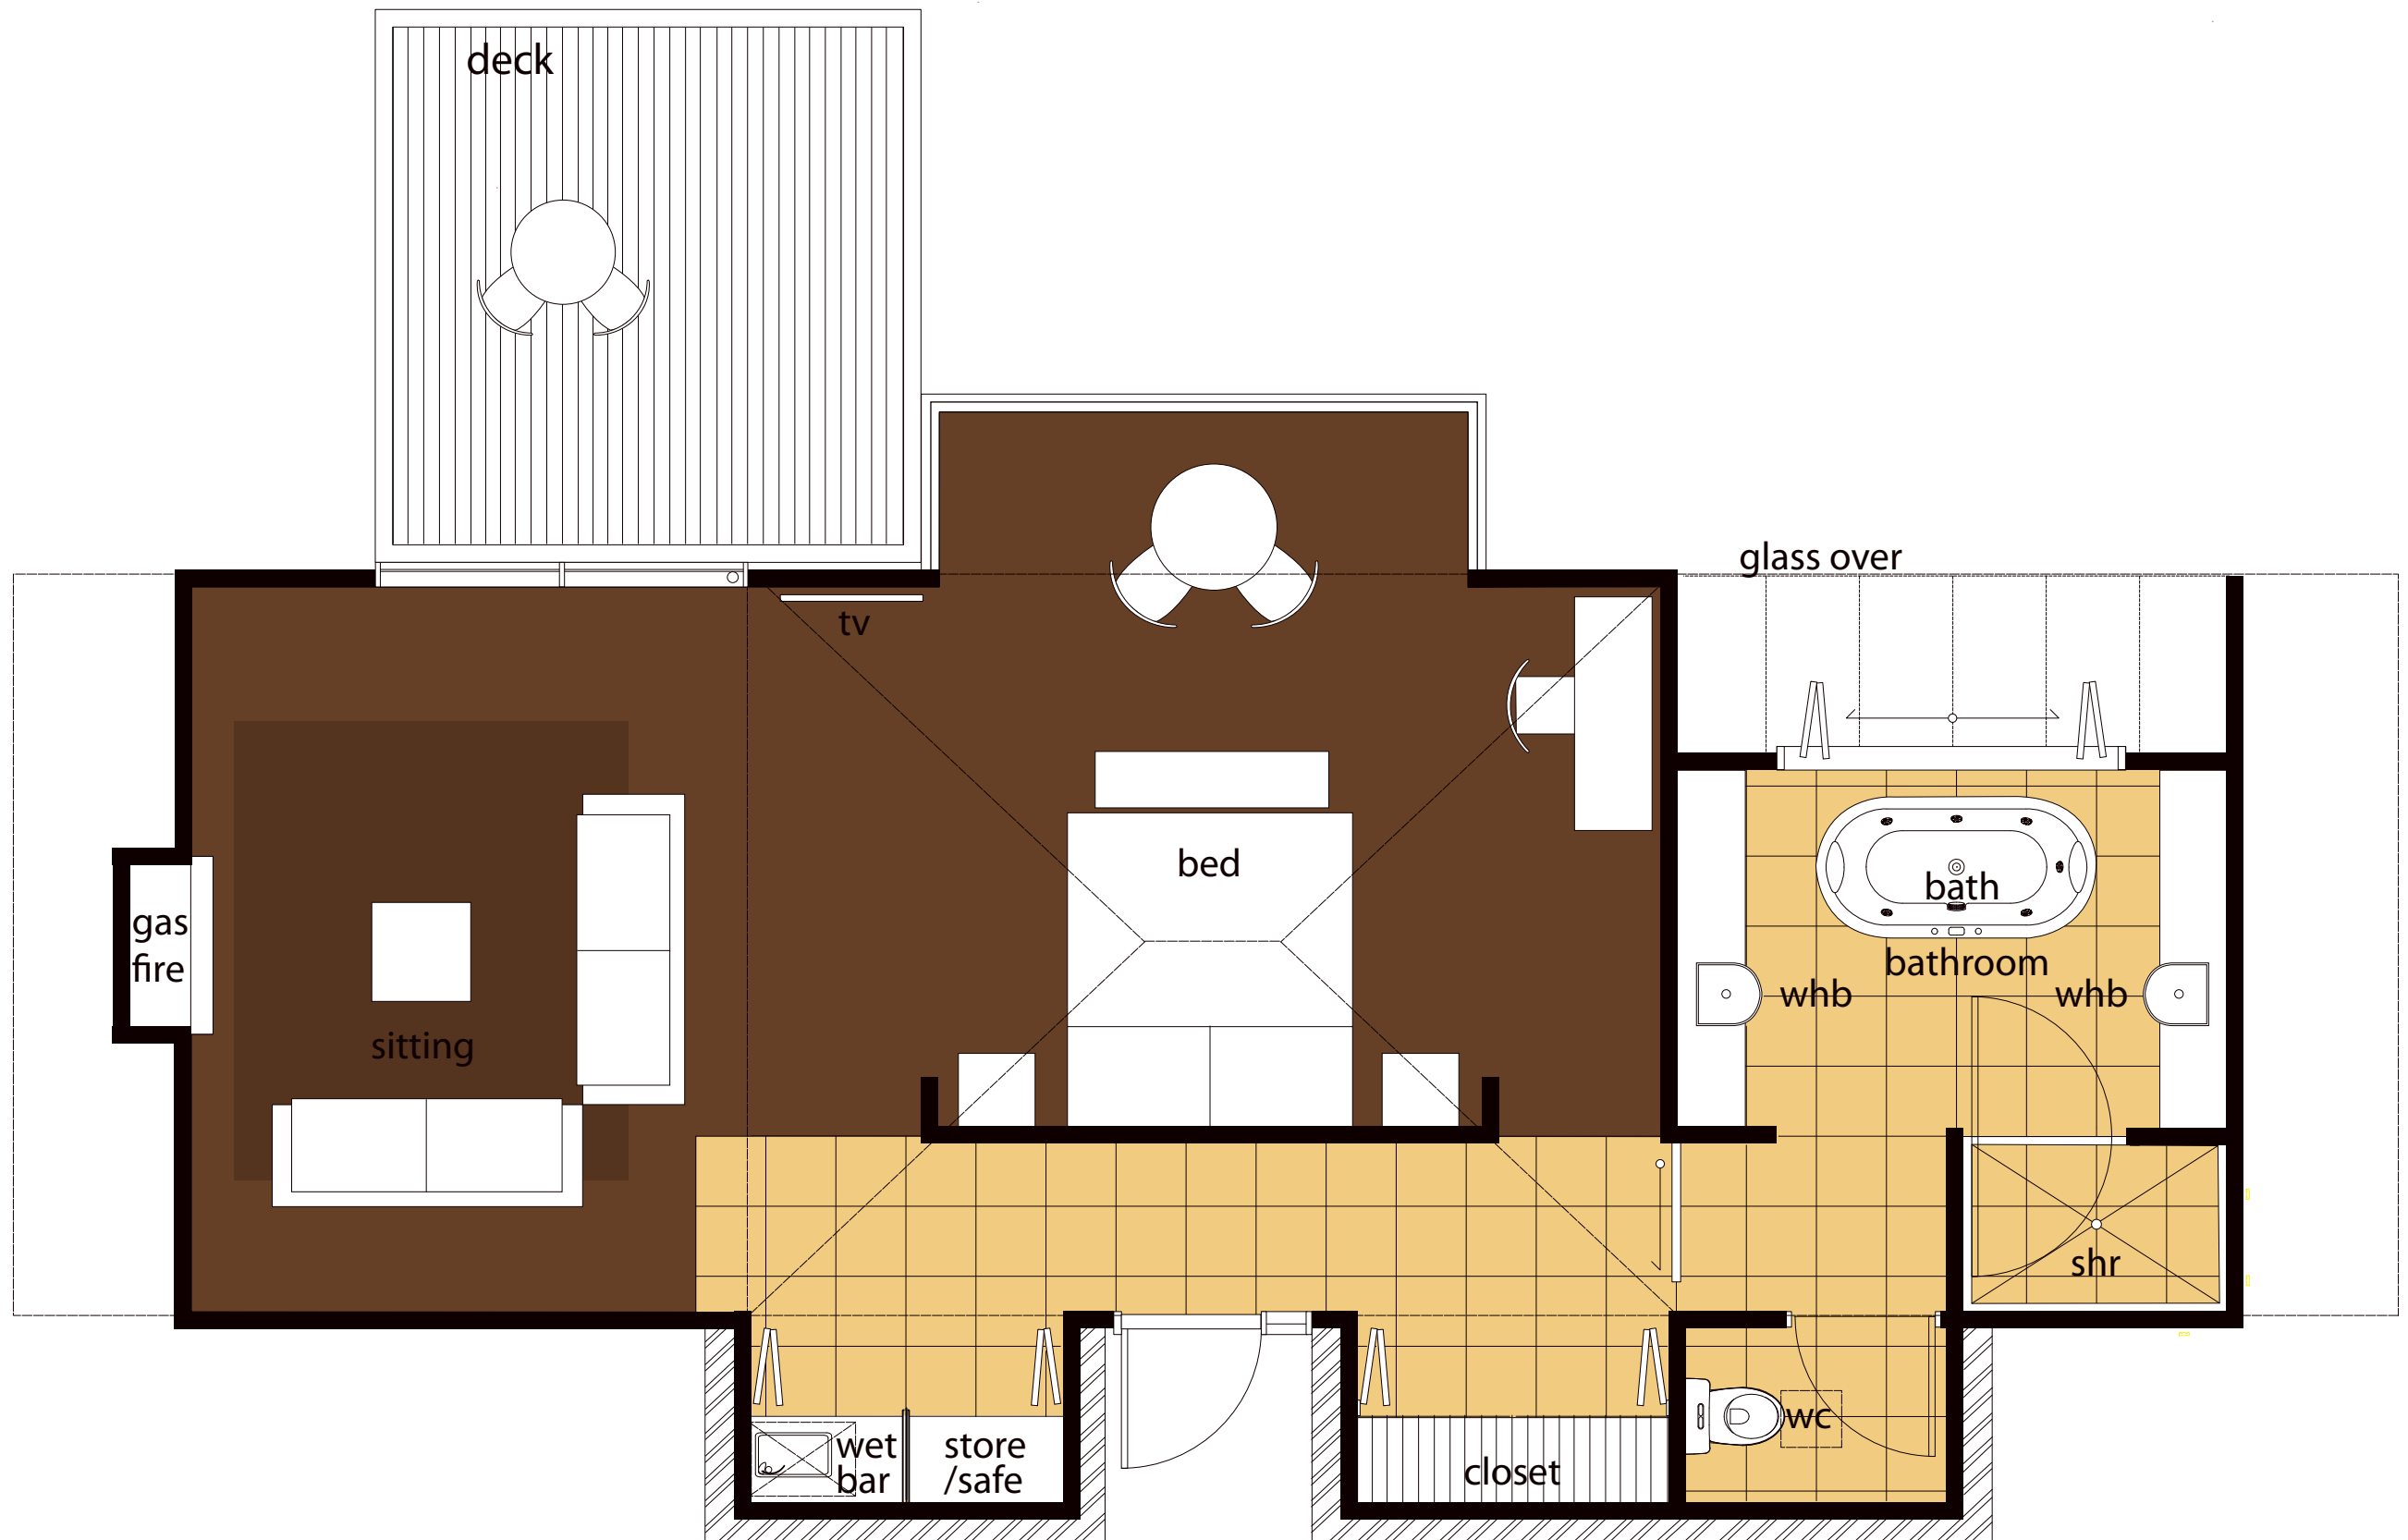 deck
glass over
tv
bed
bath
gas
fire
bathroom
whb
whb
sitting
shr
wc
wet
bar
store
/safe
closet